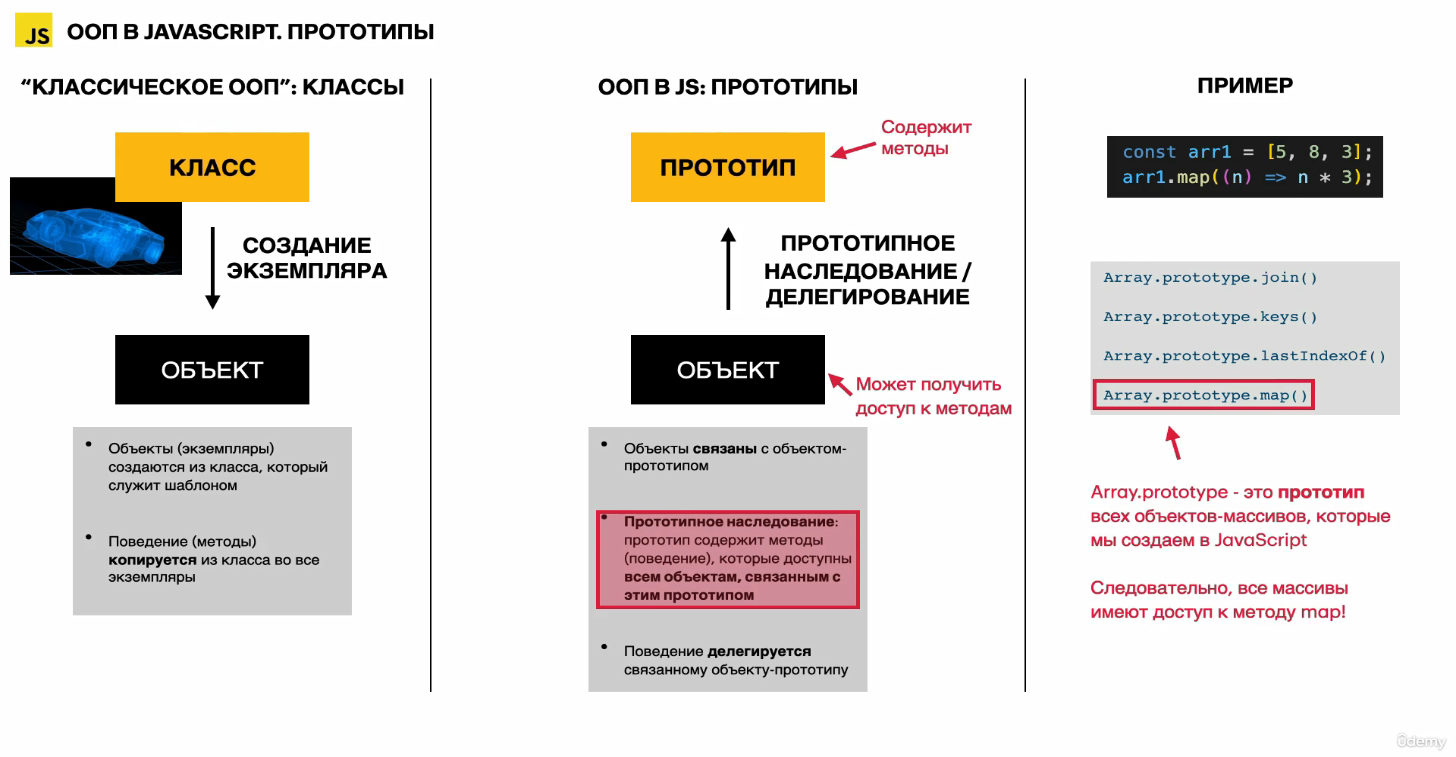 JS
ООП В JAVASCRIPT. ПРОТОТИПЫ
“КЛАССИЧЕСКОЕ ООП”: КЛАССЫ
КЛАСС
СОЗДАНИЕ
ЭКЗЕМПЛЯРА
ОБЪЕКТ
• Объекты (экземпляры)
создаются из класса, который
служит шаблоном
• Поведение (методы)
копируется из класса во все
экземпляры
ООП В JS: ПРОТОТИПЫ
ПРОТОТИП
Содержит
методы
ПРОТОТИПНОЕ
НАСЛЕДОВАНИЕ /
ДЕЛЕГИРОВАНИЕ
ОБЪЕКТ
Может получить
доступ к методам
• Объекты связаны с объектом-
прототипом
• Прототипное наследование:
прототип содержит методы
(поведение), которые доступны
всем объектам, связанным с
этим прототипом
• Поведение делегируется
связанному объекту-прототипу
ПРИМЕР
const arr1 = [5, 8, 3];
arr1.map((n) => n * 3);
Array.prototype.join()
Array.prototype.keys()
Array.prototype.lastIndexOf()
Array.prototype.map()
Array.prototype - это прототип
всех объектов-массивов, которые
мы создаем в JavaScript
Следовательно, все массивы
имеют доступ к методу map!
ûdemy